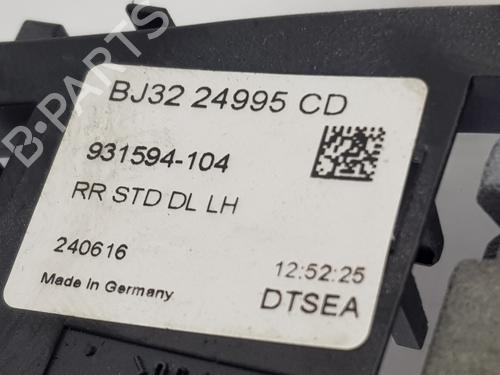 B-PARTS
BJ32 24995 CD
931594-104
RR STD DL LH
240616
12:52:25
Made in Germany
DTSEA